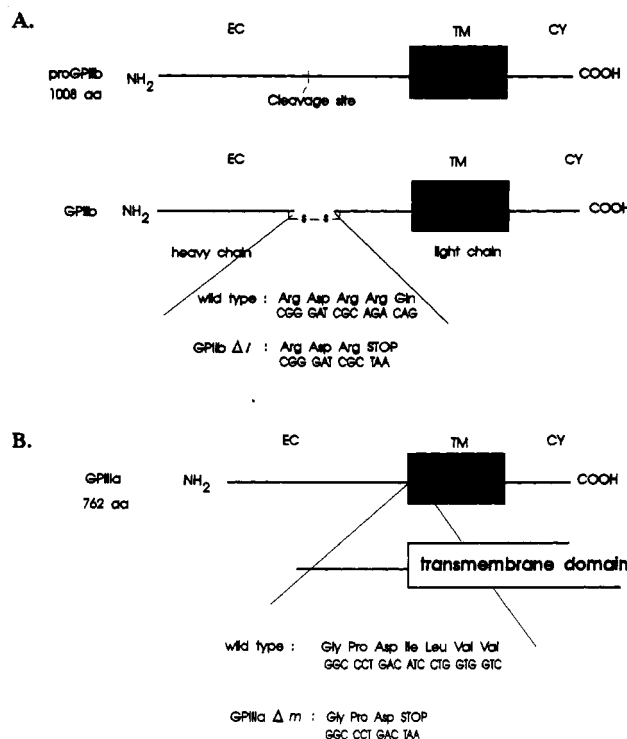 A.
EC TM CY
proGPIIb NH2 COOH
1008 aa
Cleavage site
EC TM CY
GPIIb NH2 s – s COOH
heavy chain light chain
wild type : Arg Asp Arg Arg Gln
CGG GAT CGC AGA CAG
GPIIb Δ l : Arg Asp Arg STOP
CGG GAT CGC TAA
B.
EC TM CY
GPIIIa NH2 COOH
762 aa
transmembrane domain
wild type : Gly Pro Asp Ile Leu Val Val
GGC CCT GAC ATC CTG GTG GTC
GPIIIa Δ m : Gly Pro Asp STOP
GGC CCT GAC TAA